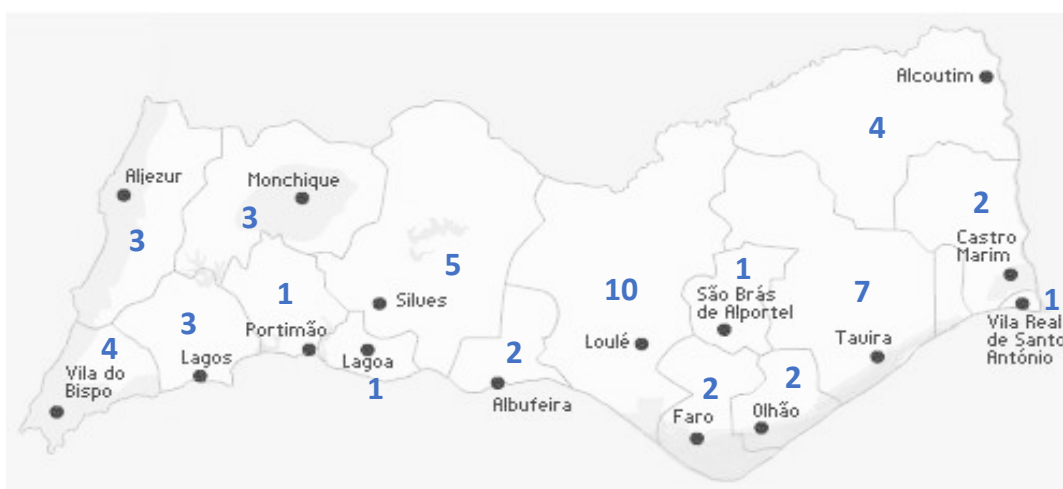 Alcoutim
4
Aljezur
3
Monchique
3
2
Castro
Marim
5
Silves
1
Portimão
3
Lagos
4
Vila do
Bispo
Lagoa
1
2
Albufeira
10
Loulé
1
São Brás
de Alportel
7
Tavira
1
Vila Real
de Santo
António
2
Faro
2
Olhão